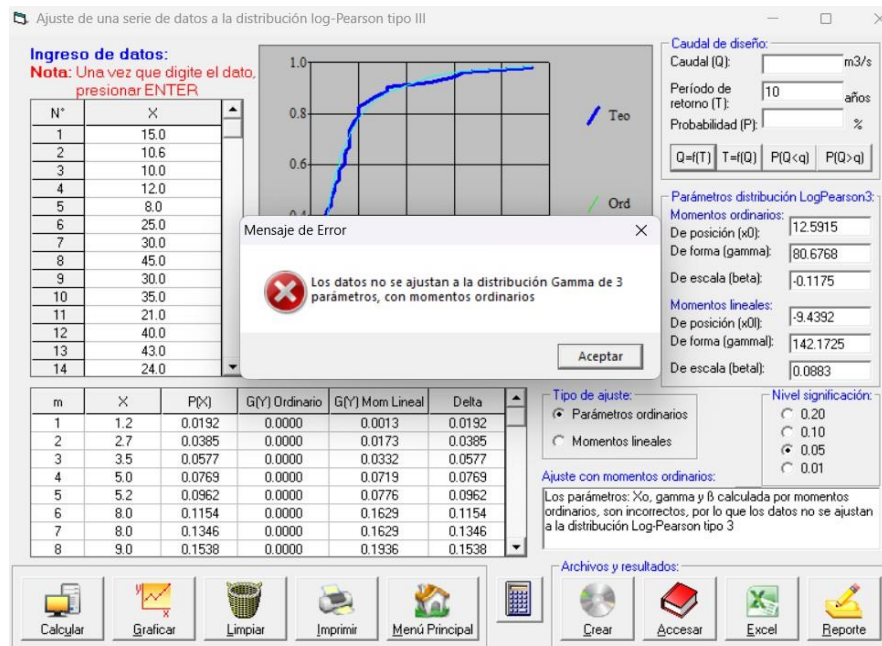 Ajuste de una serie de datos a la distribución log-Pearson tipo III
Ingreso de datos:
Nota: Una vez que digite el dato,
presionar ENTER
N° X
1 15.0
2 10.6
3 10.0
4 12.0
5 8.0
6 25.0
7 30.0
8 45.0
9 30.0
10 35.0
11 21.0
12 40.0
13 43.0
14 24.0
1.0
0.8
0.6
0.4
Teo
Ord
Caudal de diseño:
Caudal (Q): m3/s
Período de
retorno (T): 10 años
Probabilidad (P): %
Q=f(T) T=f(Q) P(Q<q) P(Q>q)
Parámetros distribución LogPearson3:
Momentos ordinarios:
De posición (x0): 12.5915
De forma (gamma): 80.6768
De escala (beta): -0.1175
Momentos lineales:
De posición (x0l): -9.4392
De forma (gammal): 142.1725
De escala (betal): 0.0883
Mensaje de Error
Los datos no se ajustan a la distribución Gamma de 3
parámetros, con momentos ordinarios
Aceptar
m X P(X) G(Y) Ordinario G(Y) Mom Lineal Delta
1 1.2 0.0192 0.0000 0.0013 0.0192
2 2.7 0.0385 0.0000 0.0173 0.0385
3 3.5 0.0577 0.0000 0.0332 0.0577
4 5.0 0.0769 0.0000 0.0719 0.0769
5 5.2 0.0962 0.0000 0.0776 0.0962
6 8.0 0.1154 0.0000 0.1629 0.1154
7 8.0 0.1346 0.0000 0.1629 0.1346
8 9.0 0.1538 0.0000 0.1936 0.1538
Tipo de ajuste:
Parámetros ordinarios
Momentos lineales
Nivel significación:
0.20
0.10
0.05
0.01
Ajuste con momentos ordinarios:
Los parámetros: Xo, gamma y ß calculada por momentos
ordinarios, son incorrectos, por lo que los datos no se ajustan
a la distribución Log-Pearson tipo 3
Calcular Graficar Limpiar Imprimir Menú Principal
Archivos y resultados:
Crear Accesar Excel Reporte